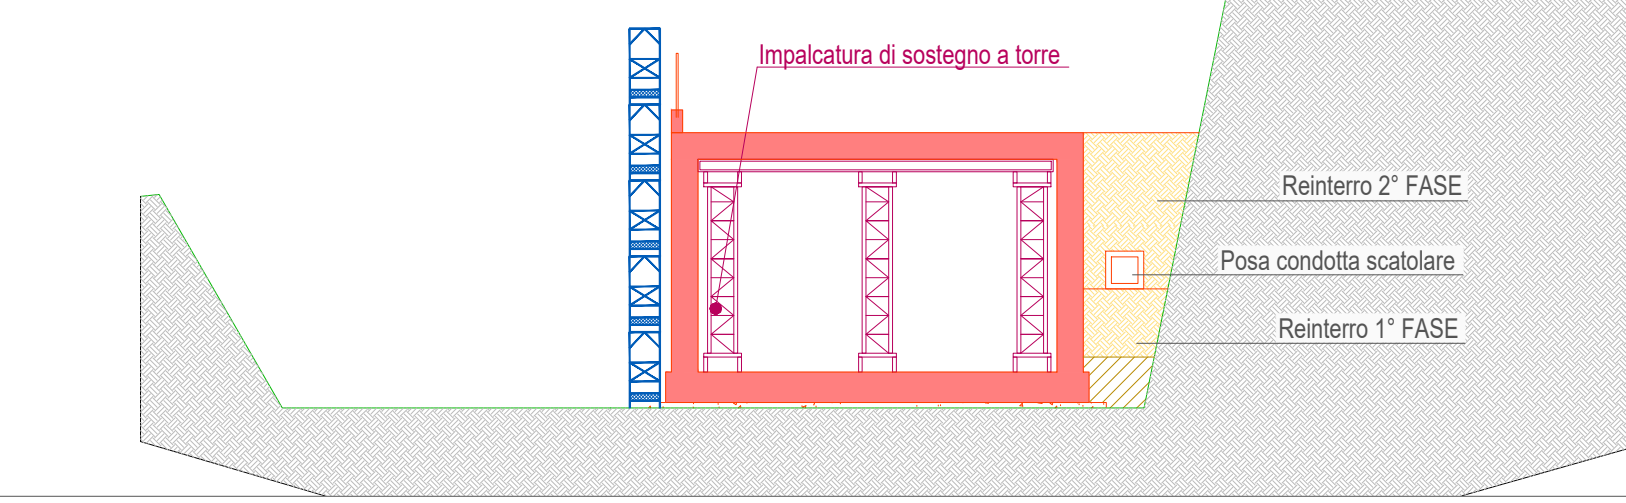 Impalcatura di sostegno a torre
Reinterro 2° FASE
Posa condotta scatolare
Reinterro 1° FASE